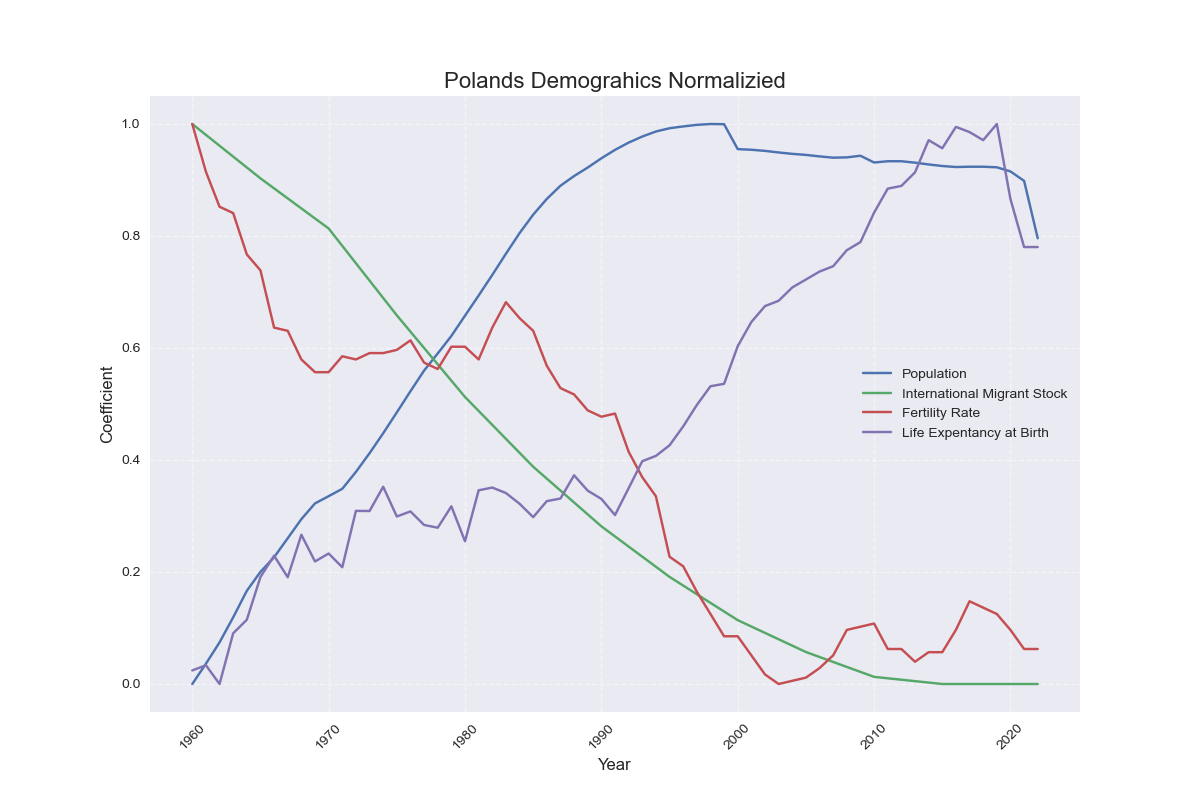 Polands Demograhics Normalizied
1.0
0.8
0.6
0.4
0.2
0.0
Coefficient
Population
International Migrant Stock
Fertility Rate
Life Expentancy at Birth
1960
1970
1980
1990
2000
2010
2020
Year